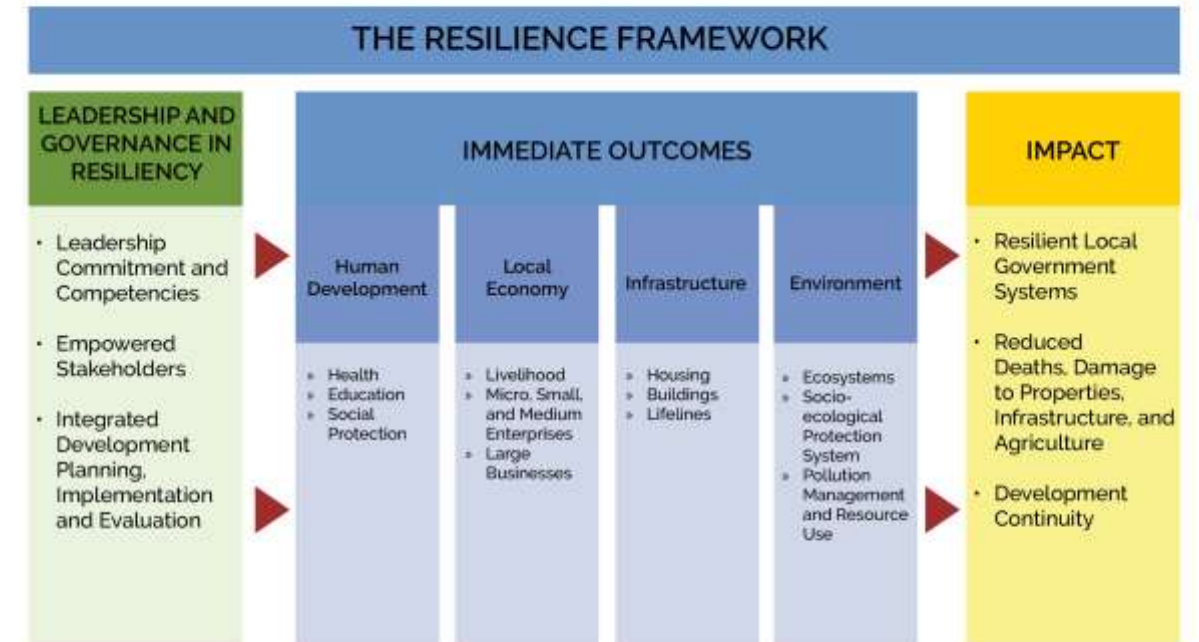 THE RESILIENCE FRAMEWORK
LEADERSHIP AND
GOVERNANCE IN
RESILIENCY
• Leadership
Commitment and
Competencies
• Empowered
Stakeholders
• Integrated
Development
Planning,
Implementation
and Evaluation
IMMEDIATE OUTCOMES
Human
Development
» Health
» Education
» Social
Protection
Local
Economy
» Livelihood
» Micro, Small,
and Medium
Enterprises
» Large
Businesses
Infrastructure
» Housing
» Buildings
» Lifelines
Environment
» Ecosystems
» Socio-
ecological
Protection
System
» Pollution
Management
and Resource
Use
IMPACT
• Resilient Local
Government
Systems
• Reduced
Deaths, Damage
to Properties,
Infrastructure, and
Agriculture
• Development
Continuity